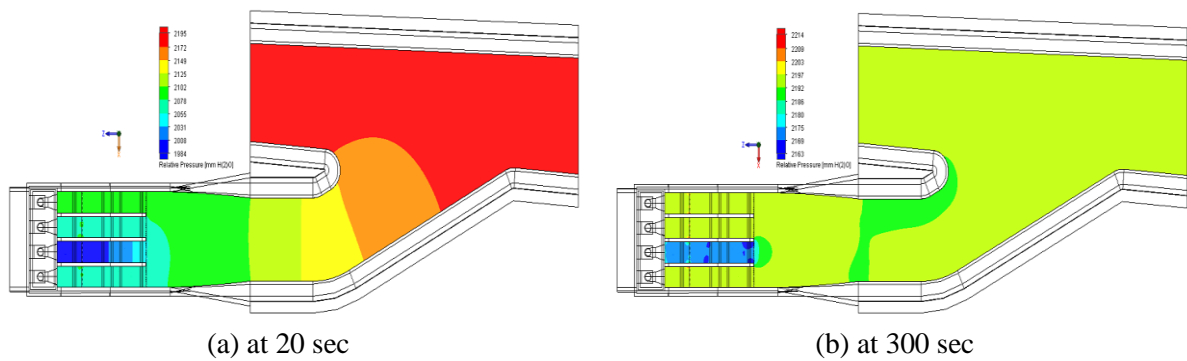 2195
2172
2149
2125
2102
2078
2055
2031
2008
1984
Relative Pressure [mm H(2)O]
Z
2214
2208
2203
2197
2192
2186
2180
2175
2169
2163
Relative Pressure [mm H(2)O]
Z
X
(a) at 20 sec
(b) at 300 sec